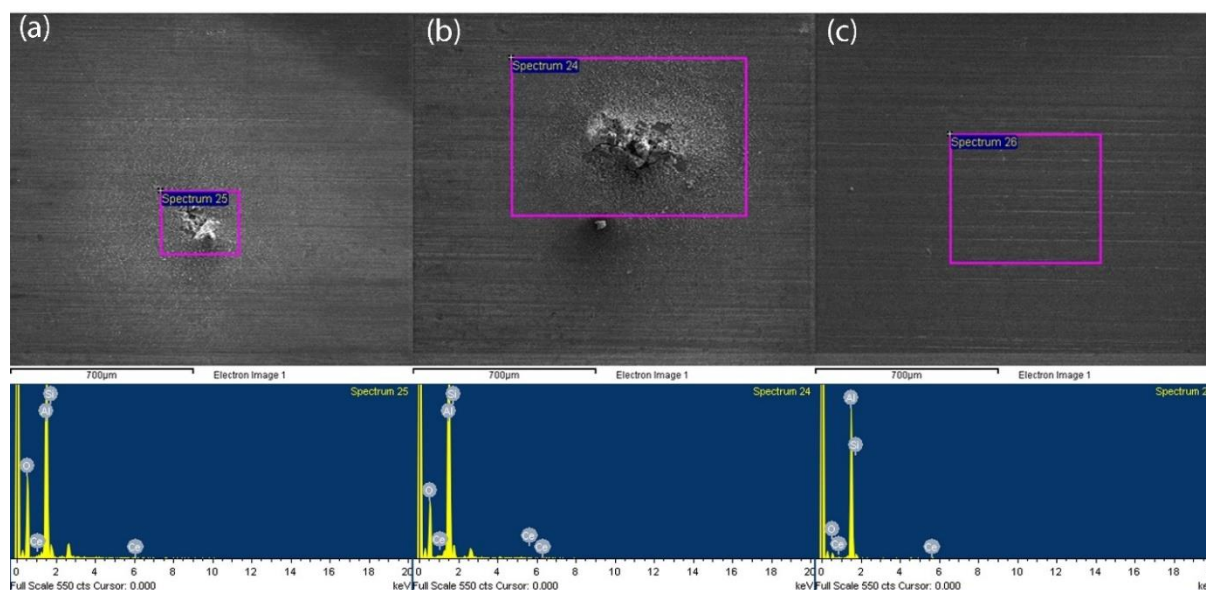 (a)
(b)
(c)
Spectrum 25
Spectrum 24
Spectrum 26
700µm Electron Image 1
700µm Electron Image 1
700µm Electron Image 1
Spectrum 25
Si
Al
O
Ce
Ce
0 2 4 6 8 10 12 14 16 18 20
Full Scale 550 cts Cursor: 0.000 keV
Spectrum 24
Si
Al
O
Ce
Ce
Ce
0 2 4 6 8 10 12 14 16 18 20
Full Scale 550 cts Cursor: 0.000 keV
Spectrum 2
Al
Si
O
Ce
Ce
0 2 4 6 8 10 12 14 16 18
Full Scale 550 cts Cursor: 0.000 keV